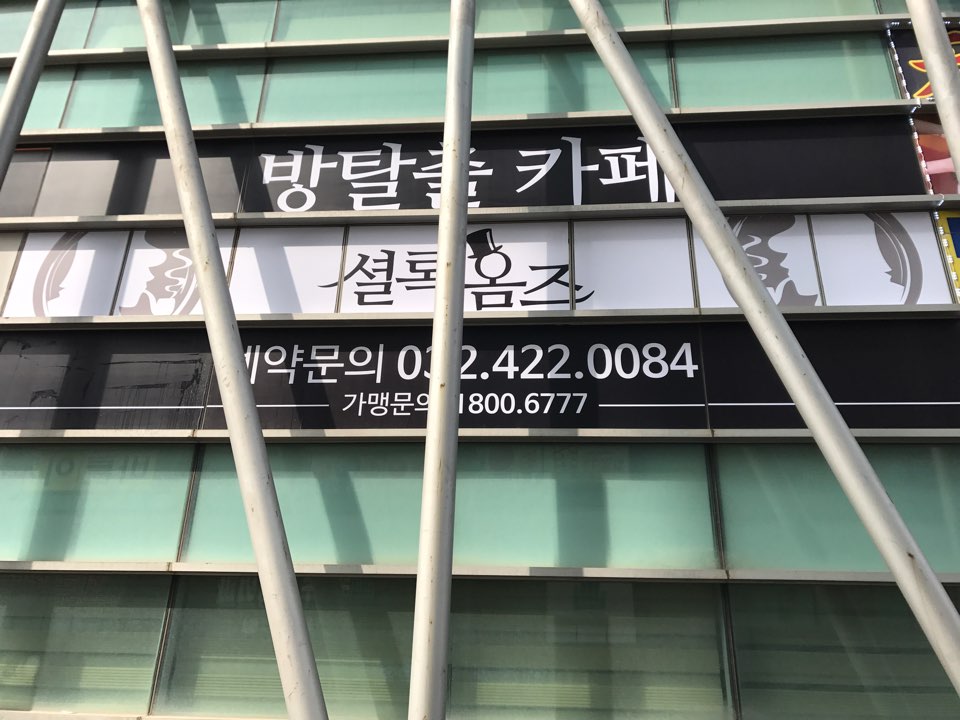 방탈출 카페
셜록홈즈
예약문의 032.422.0084
가맹문의 1800.6777